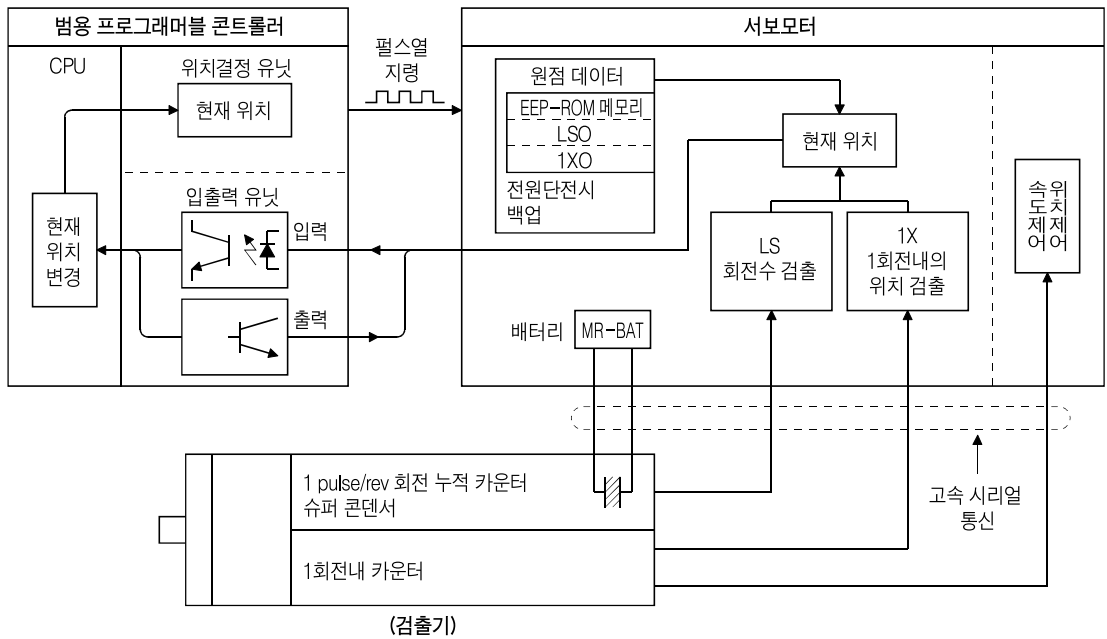 범용 프로그래머블 콘트롤러
CPU
위치결정 유닛
현재 위치
입출력 유닛
입력
현재
위치
변경
출력
펄스열
지령
서보모터
원점 데이터
EEP-ROM 메모리
LSO
1XO
전원단전시
백업
현재 위치
LS
회전수 검출
1X
1회전내의
위치 검출
위치제어
속도제어
배터리
MR-BAT
1 pulse/rev 회전 누적 카운터
슈퍼 콘덴서
1회전내 카운터
고속 시리얼
통신
(검출기)